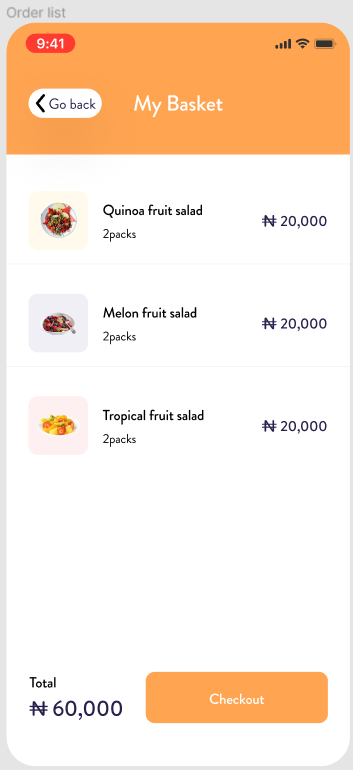 Order list
9:41
Go back
My Basket
Quinoa fruit salad
2packs
₦ 20,000
Melon fruit salad
2packs
₦ 20,000
Tropical fruit salad
2packs
₦ 20,000
Total
₦ 60,000
Checkout